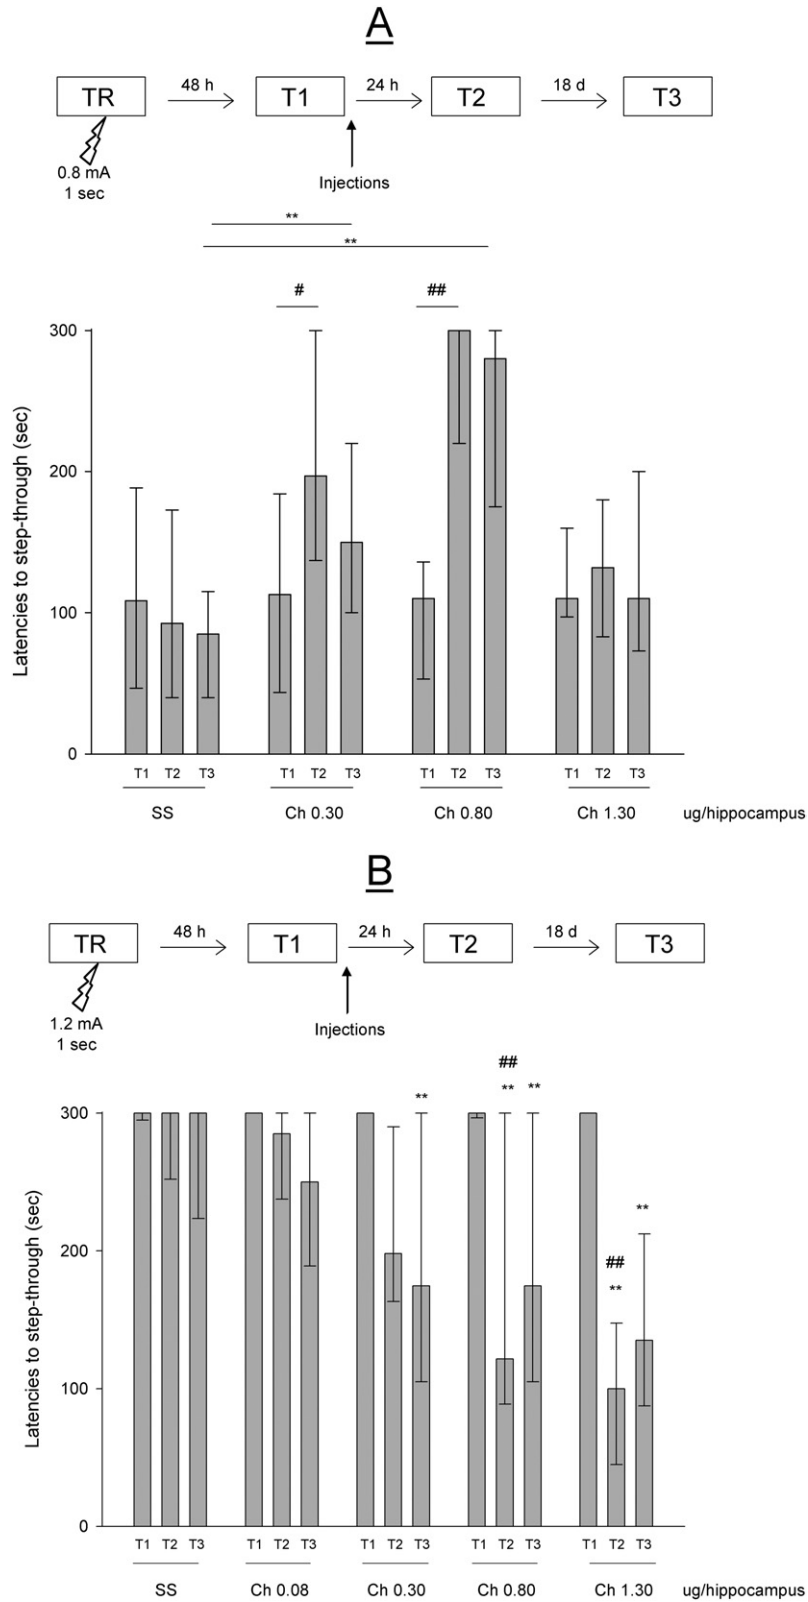 A
TR 48 h T1 24 h T2 18 d T3
0.8 mA
1 sec
Injections
**
**
# ##
300
200
100
0
Latencies to step-through (sec)
T1 T2 T3 T1 T2 T3 T1 T2 T3 T1 T2 T3
SS Ch 0.30 Ch 0.80 Ch 1.30 ug/hippocampus
B
TR 48 h T1 24 h T2 18 d T3
1.2 mA
1 sec
Injections
##
** ** **
300
200
100
0
Latencies to step-through (sec)
**
##
**
T1 T2 T3 T1 T2 T3 T1 T2 T3 T1 T2 T3 T1 T2 T3
SS Ch 0.08 Ch 0.30 Ch 0.80 Ch 1.30 ug/hippocampus